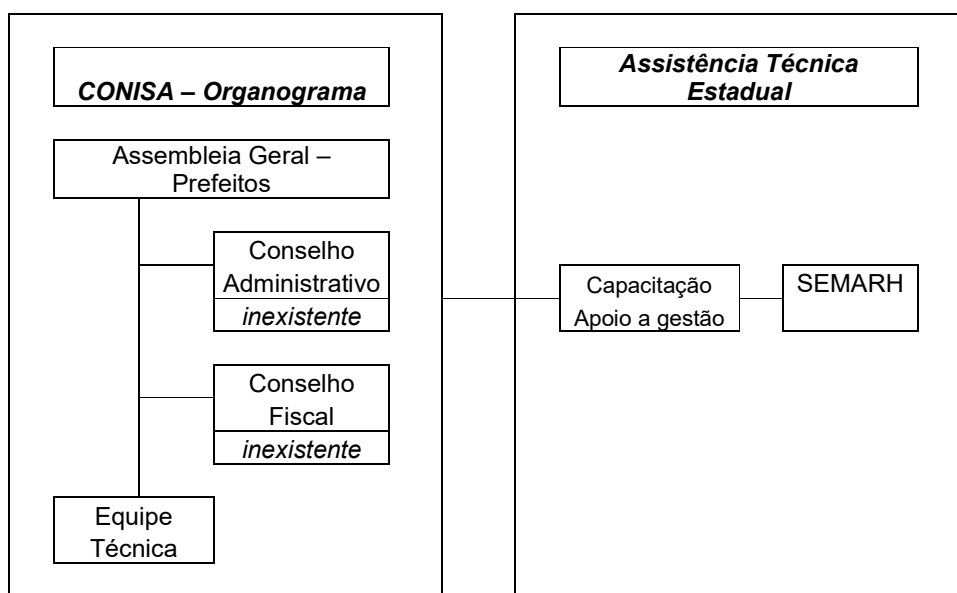 CONISA – Organograma
Assembleia Geral –
Prefeitos
Conselho
Administrativo
inexistente
Conselho
Fiscal
inexistente
Equipe
Técnica
Assistência Técnica
Estadual
Capacitação
Apoio a gestão
SEMARH